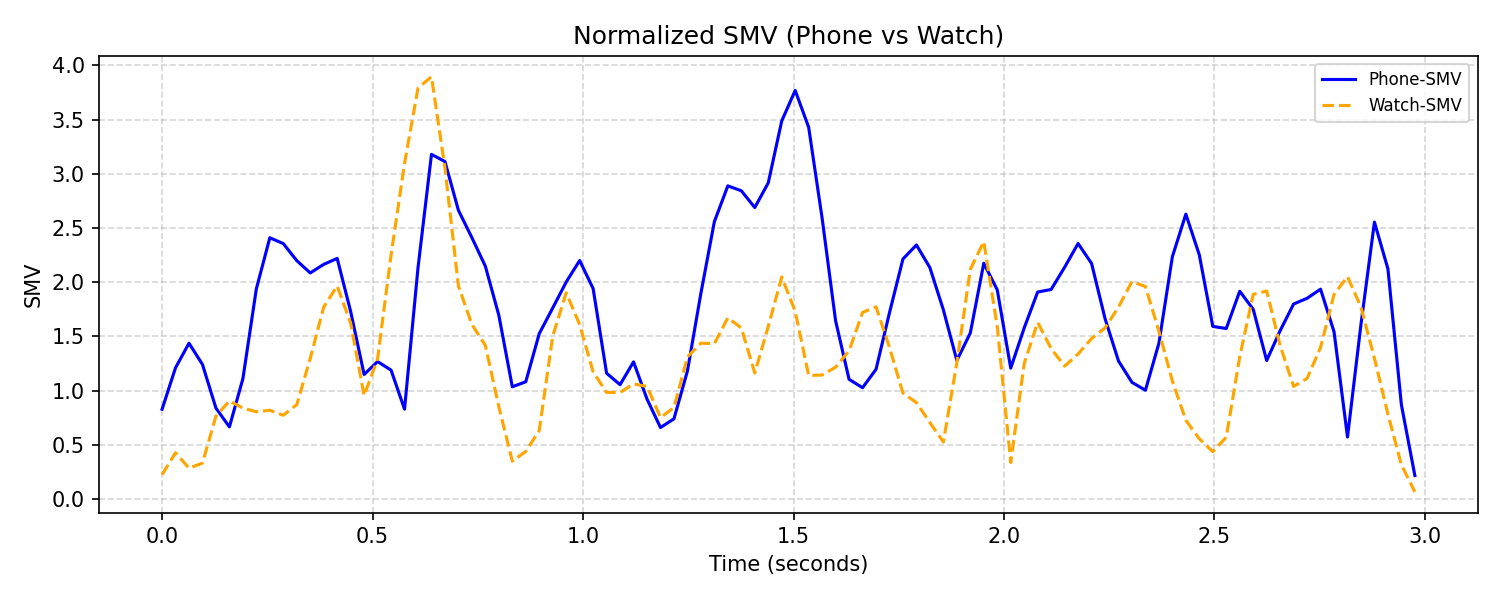 Normalized SMV (Phone vs Watch)
Phone-SMV
Watch-SMV
4.0
3.5
3.0
2.5
2.0
1.5
1.0
0.5
0.0
SMV
0.0 0.5 1.0 1.5 2.0 2.5 3.0
Time (seconds)